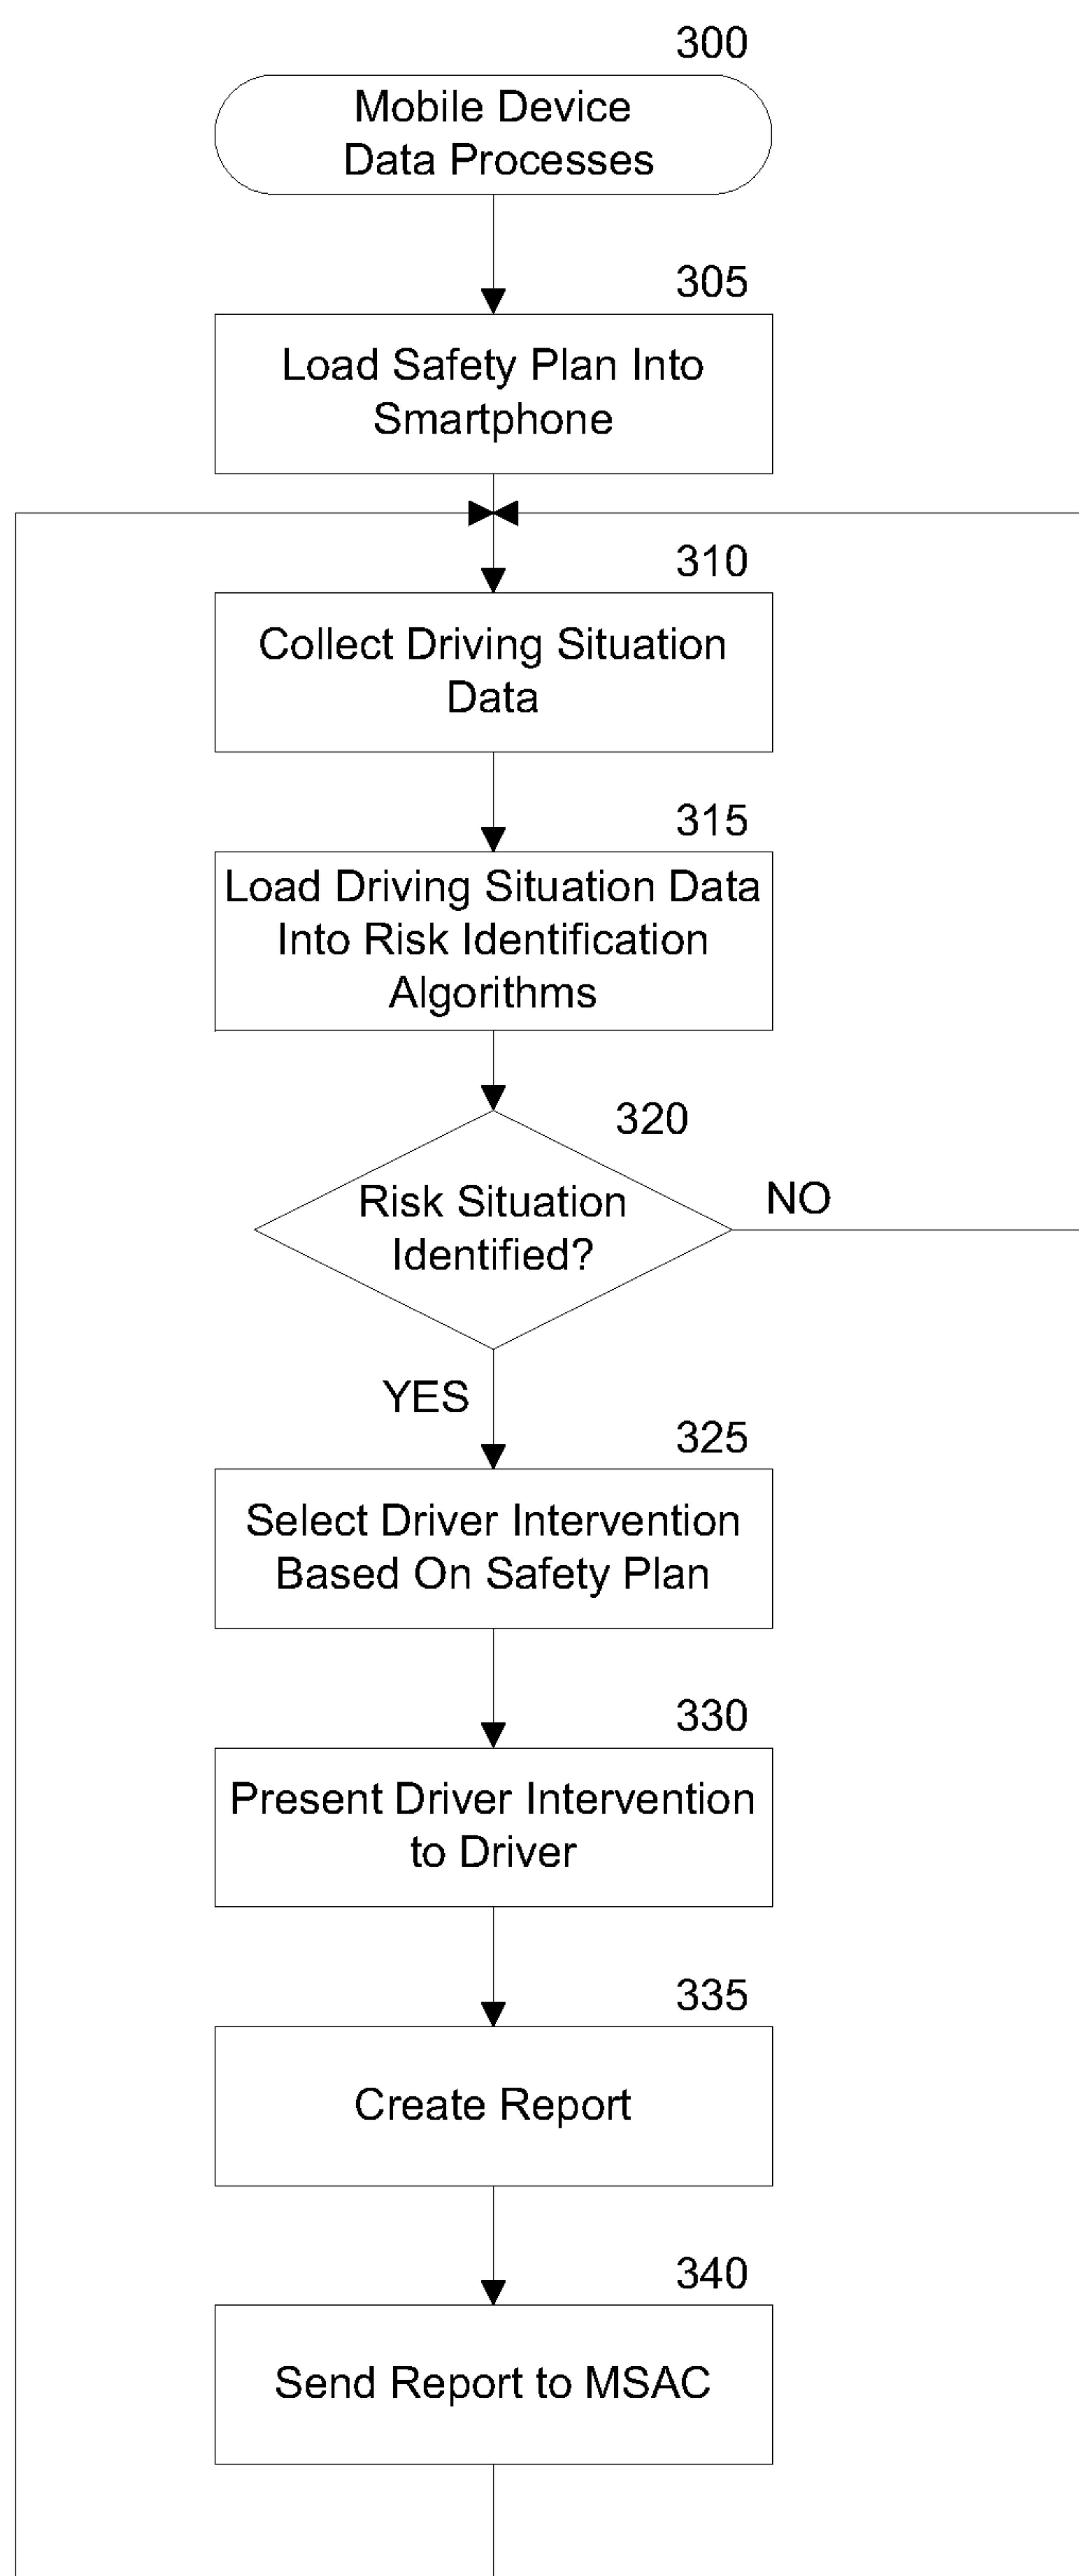 300
Mobile Device
Data Processes
305
Load Safety Plan Into
Smartphone
310
Collect Driving Situation
Data
315
Load Driving Situation Data
Into Risk Identification
Algorithms
320
Risk Situation
Identified?
NO
YES
325
Select Driver Intervention
Based On Safety Plan
330
Present Driver Intervention
to Driver
335
Create Report
340
Send Report to MSAC